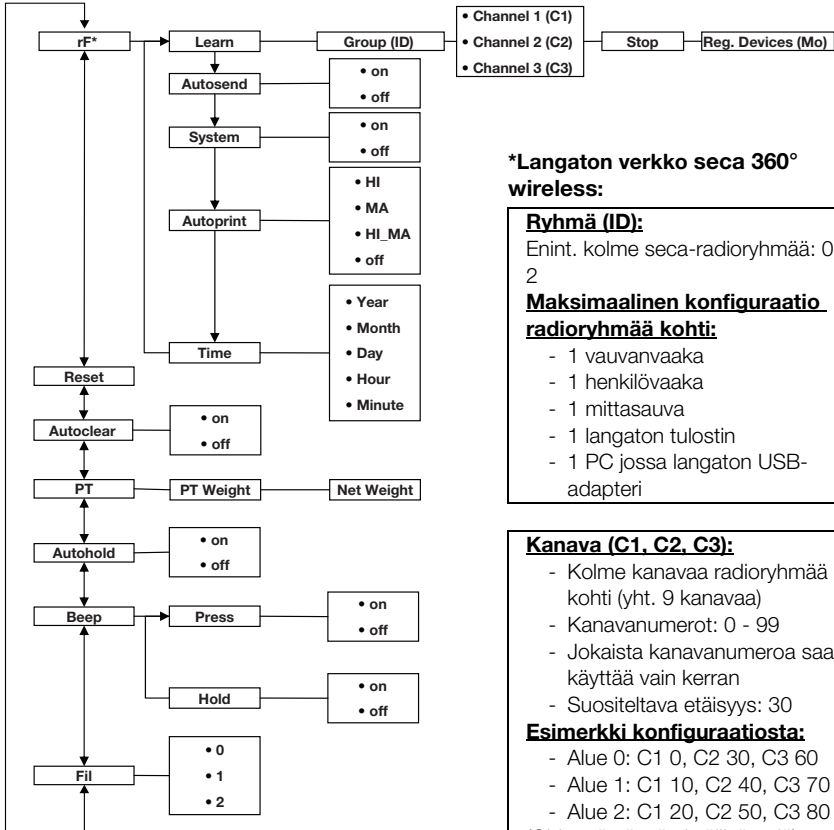 rF*
Learn
Group (ID)
• Channel 1 (C1)
• Channel 2 (C2)
• Channel 3 (C3)
Stop
Reg. Devices (Mo)
Autosend
• on
• off
System
• on
• off
Autoprint
• HI
• MA
• HI_MA
• off
Time
• Year
• Month
• Day
• Hour
• Minute
Reset
Autoclear
• on
• off
PT
PT Weight
Net Weight
Autohold
• on
• off
Beep
Press
• on
• off
Hold
• on
• off
Fil
• 0
• 1
• 2
*Langaton verkko seca 360°
wireless:
Ryhmä (ID):
Enint. kolme seca-radioryhmää: 0
2
Maksimaalinen konfiguraatio
radioryhmää kohti:
- 1 vauvanvaaka
- 1 henkilövaaka
- 1 mittasauva
- 1 langaton tulostin
- 1 PC jossa langaton USB-
adapteri
Kanava (C1, C2, C3):
- Kolme kanavaa radioryhmää
kohti (yht. 9 kanavaa)
- Kanavanumerot: 0 - 99
- Jokaista kanavanumeroa saa
käyttää vain kerran
- Suositeltava etäisyys: 30
Esimerkki konfiguraatiosta:
- Alue 0: C1 0, C2 30, C3 60
- Alue 1: C1 10, C2 40, C3 70
- Alue 2: C1 20, C2 50, C3 80